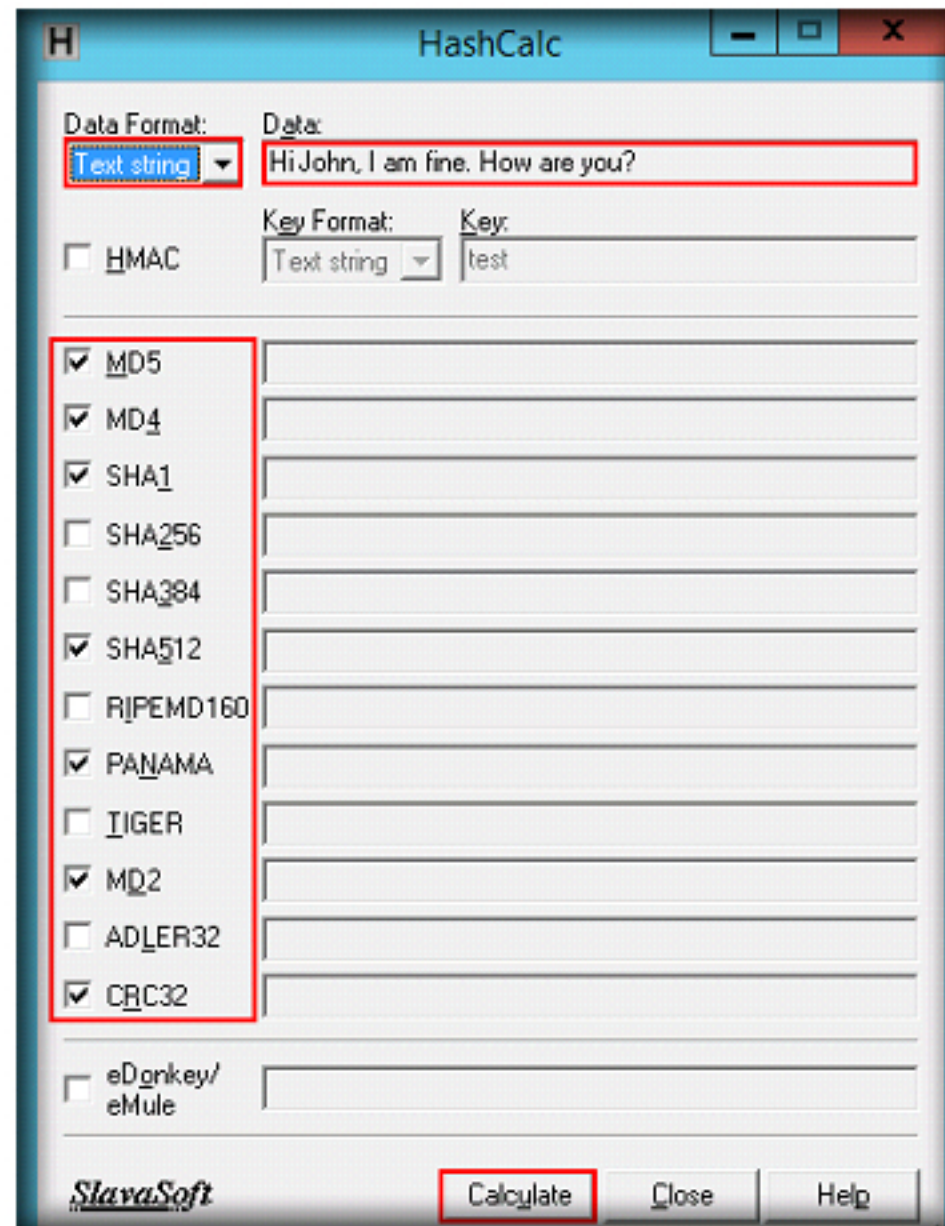 H HashCalc
Data Format: Data:
Text string Hi John, I am fine. How are you?
Key Format: Key:
HMAC Text string test
MD5
MD4
SHA1
SHA256
SHA384
SHA512
RIPEMD160
PANAMA
TIGER
MD2
ADLER32
CRC32
eDonkey/
eMule
SlavaSoft Calculate Close Help